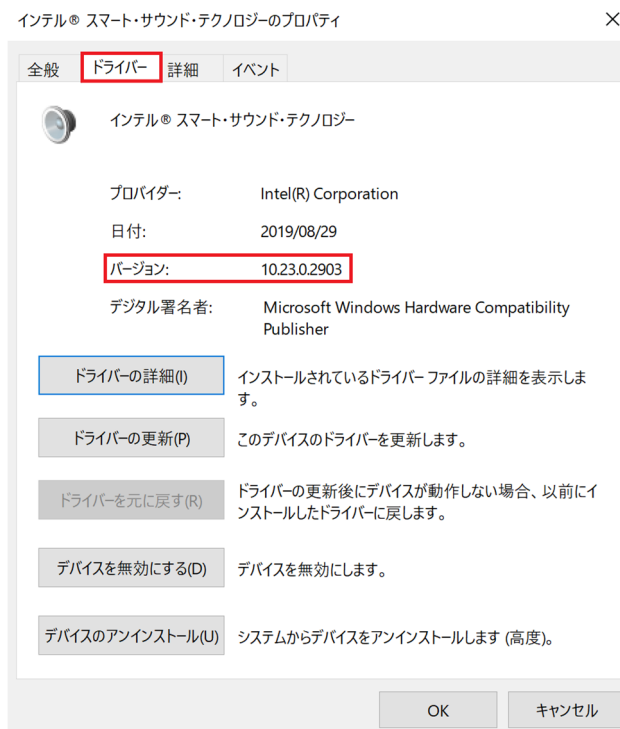 インテル® スマート・サウンド・テクノロジーのプロパティ
全般 ドライバー 詳細 イベント
インテル® スマート・サウンド・テクノロジー
プロバイダー: Intel(R) Corporation
日付: 2019/08/29
バージョン: 10.23.0.2903
デジタル署名者: Microsoft Windows Hardware Compatibility
Publisher
ドライバーの詳細(I) インストールされているドライバー ファイルの詳細を表示しま
す。
ドライバーの更新(P) このデバイスのドライバーを更新します。
ドライバーを元に戻す(R) ドライバーの更新後にデバイスが動作しない場合、以前にイ
ンストールしたドライバーに戻します。
デバイスを無効にする(D) デバイスを無効にします。
デバイスのアンインストール(U) システムからデバイスをアンインストールします (高度)。
OK キャンセル